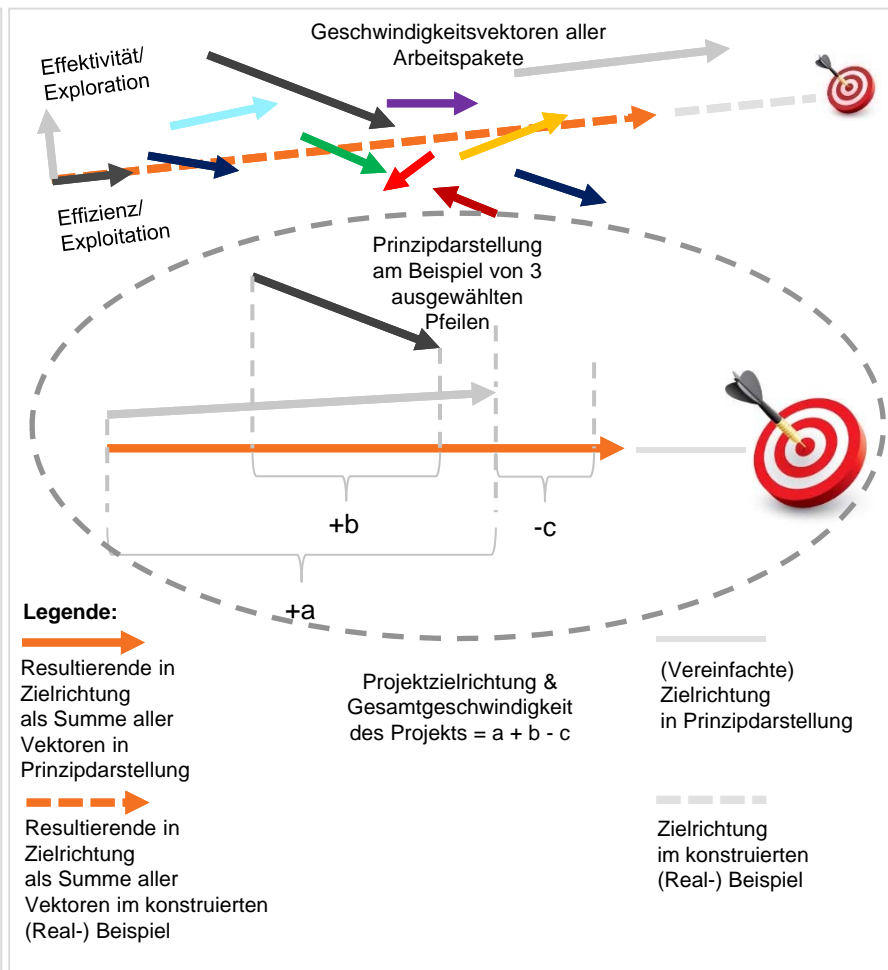 Geschwindigkeitsvektoren aller
Arbeitspakete
Effektivität/
Exploration
Effizienz/
Exploitation
Prinzipdarstellung
am Beispiel von 3
ausgewählten
Pfeilen
+b
-c
+a
Legende:
Resultierende in
Zielrichtung
als Summe aller
Vektoren in
Prinzipdarstellung
Projektzielrichtung &
Gesamtgeschwindigkeit
des Projekts = a + b - c
(Vereinfachte)
Zielrichtung
in Prinzipdarstellung
Resultierende in
Zielrichtung
als Summe aller
Vektoren im konstruierten
(Real-) Beispiel
Zielrichtung
im konstruierten
(Real-) Beispiel